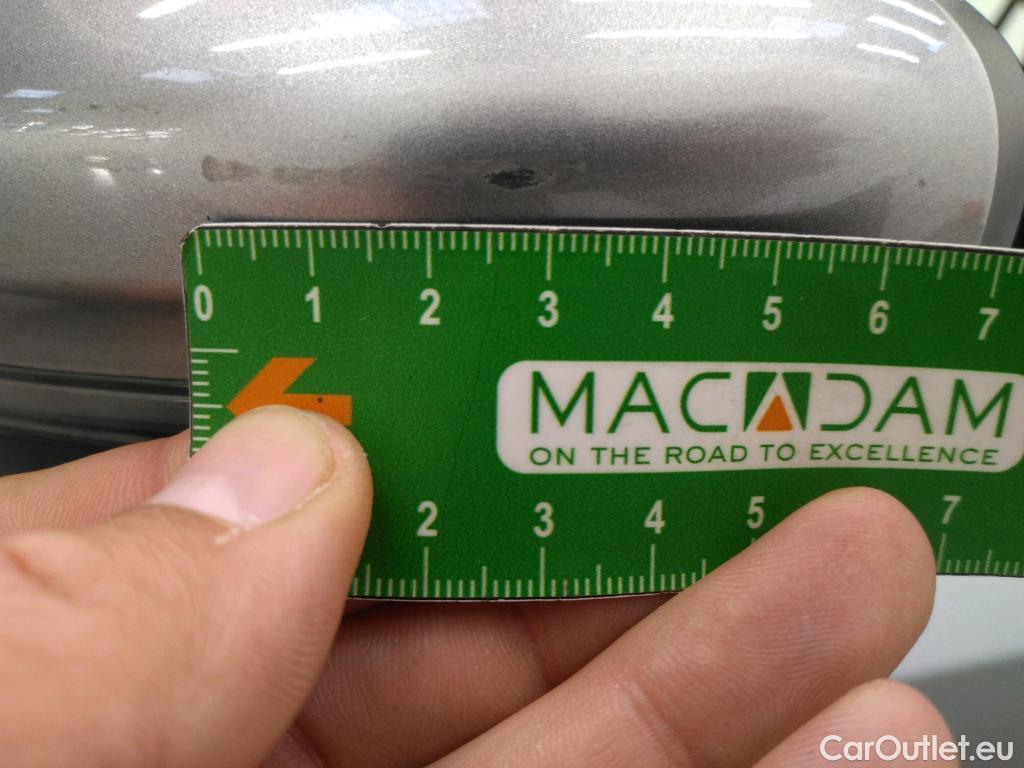 0 1 2 3 4 5 6 7
MACADAM
ON THE ROAD TO EXCELLENCE
2 3 4 5 7
CarOutlet.eu